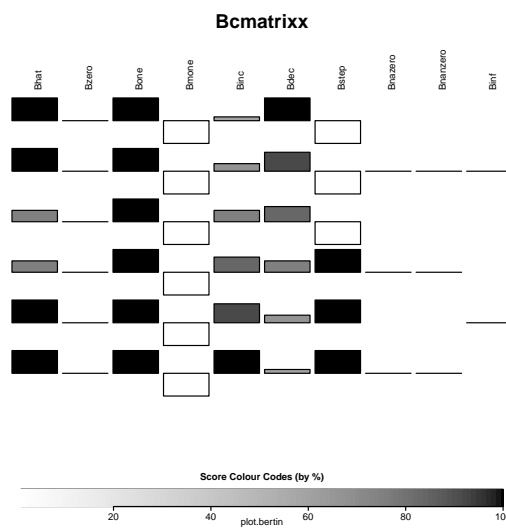 Bcmatrixx
Bhat Bzero Bone Bmone Binc Bdec Bstep Bnazero Bnanzero Binf
Score Colour Codes (by %)
20 40 60 80 10
plot.bertin